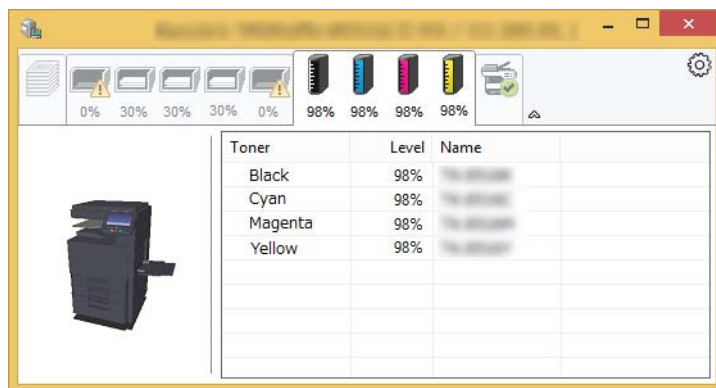 0% 30% 30% 30% 0% 98% 98% 98% 98%
Toner Level Name
Black 98%
Cyan 98%
Magenta 98%
Yellow 98%